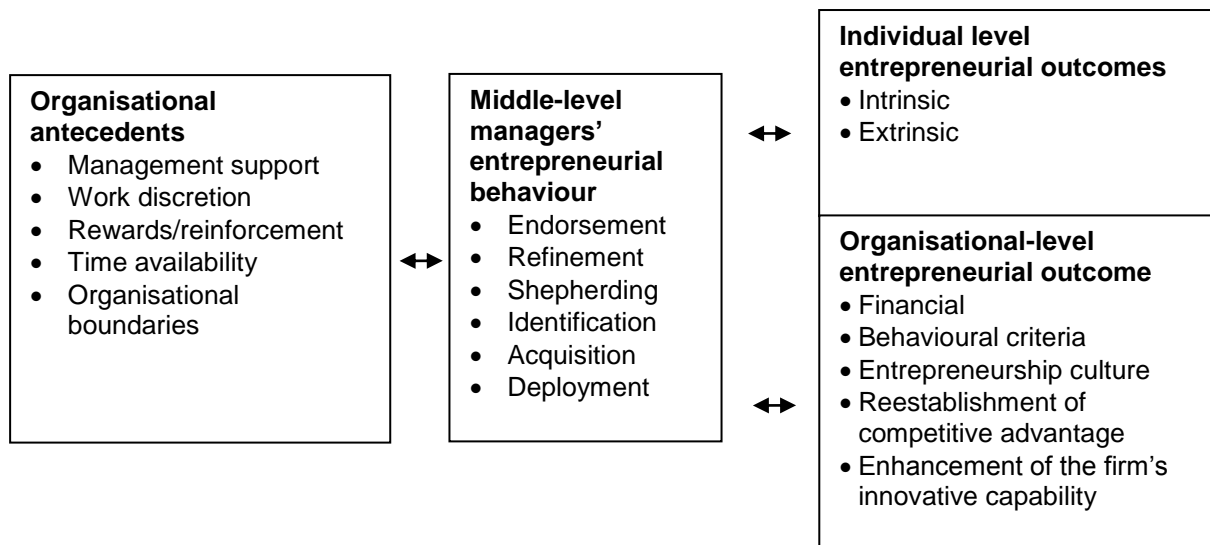 Organisational
antecedents
• Management support
• Work discretion
• Rewards/reinforcement
• Time availability
• Organisational
boundaries
Middle-level
managers’
entrepreneurial
behaviour
• Endorsement
• Refinement
• Shepherding
• Identification
• Acquisition
• Deployment
Individual level
entrepreneurial outcomes
• Intrinsic
• Extrinsic
Organisational-level
entrepreneurial outcome
• Financial
• Behavioural criteria
• Entrepreneurship culture
• Reestablishment of
competitive advantage
• Enhancement of the firm’s
innovative capability